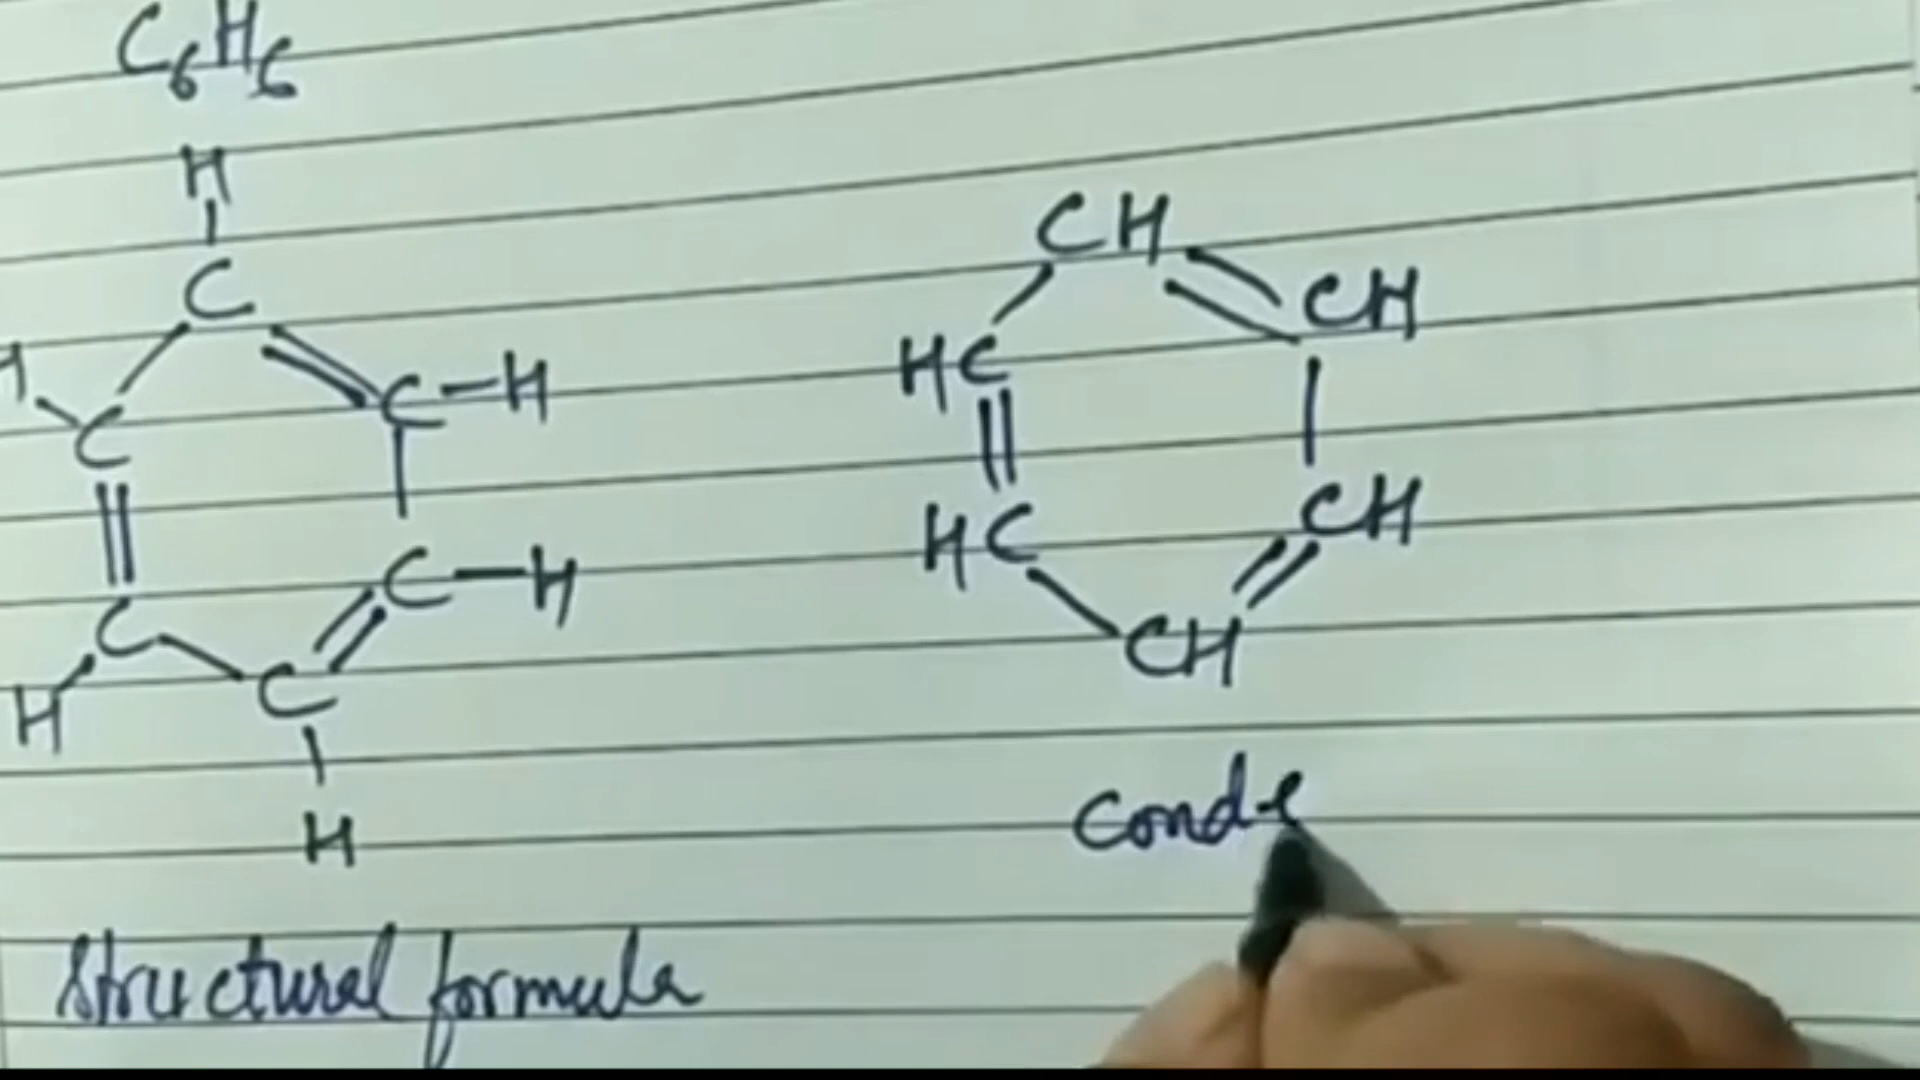 C6H6
H
C
H C C-H
C C-H
H C
H
Structural formula
CH
CH
HC
CH
HC
CH
Conde